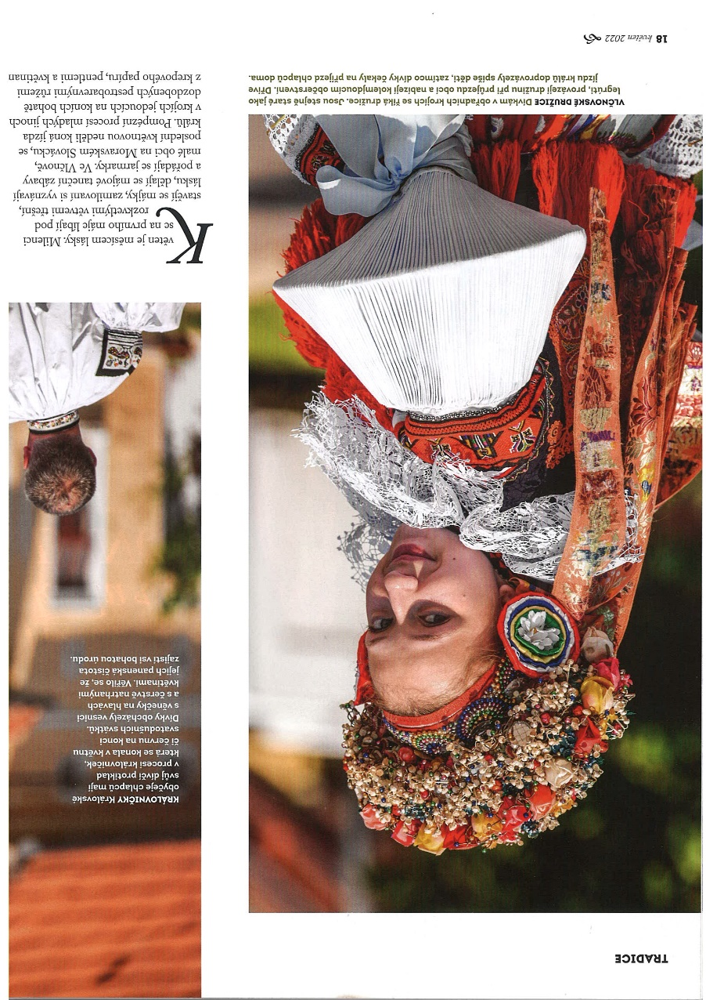 TRADICE
VLČNOVSKÉ DRUŽICE Dívkám v obřadních krojích se říká družice. Jsou stejně staré jako
legrúti, provázejí družinu při průjezdu obcí a nabízejí kolemjdoucím občerstvení. Dříve
jízdu králů doprovázely spíše děti, zatímco dívky čekaly na příjezd chlapců doma.
18 květen 2022
KRÁLOVNIČKY Královské
obyčeje chlapců mají
svůj dívčí protiklad
v procesí královniček,
která se konala v květnu
či červnu na konci
svatodušních svátků.
Dívky obcházely vesnici
s věnečky na hlavách
a s čerstvě natrhanými
květinami. Věřilo se, že
jejich panenská čistota
zajistí vsi bohatou úrodu.
Květen je měsícem lásky. Milenci
se na prvního máje líbají pod
rozkvetlými větvemi třešní,
stavějí se májky, zamilovaní si vyznávají
lásku, dělají se májové taneční zábavy
a pořádají se jarmarky. Ve Vlčnově,
malé obci na Moravském Slovácku, se
poslední květnovou neděli koná jízda
králů. Pompézní procesí mladých jinochů
v krojích jedoucích na koních bohatě
dozdobených pestrobarevnými růžemi
z krepového papíru, pentlemi a květinami